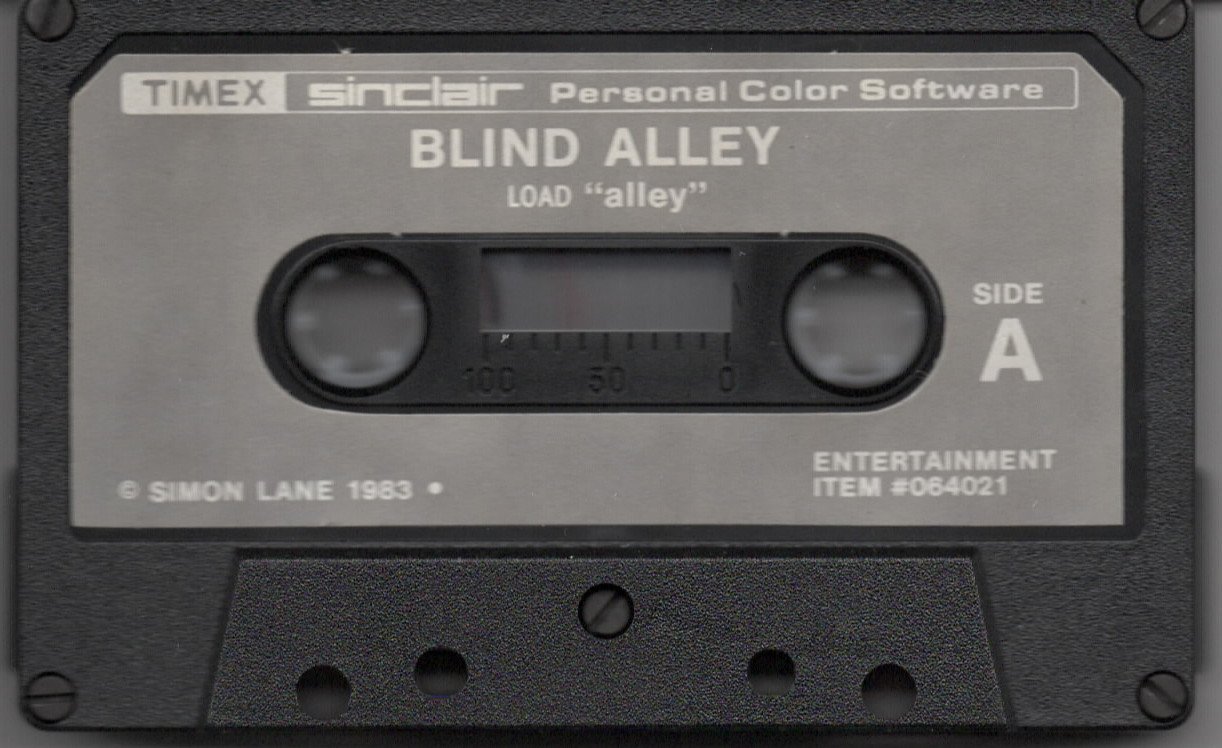 TIMEX sinclair Personal Color Software
BLIND ALLEY
LOAD “alley”
SIDE
A
100 50 0
ENTERTAINMENT
© SIMON LANE 1983 •
ITEM #064021